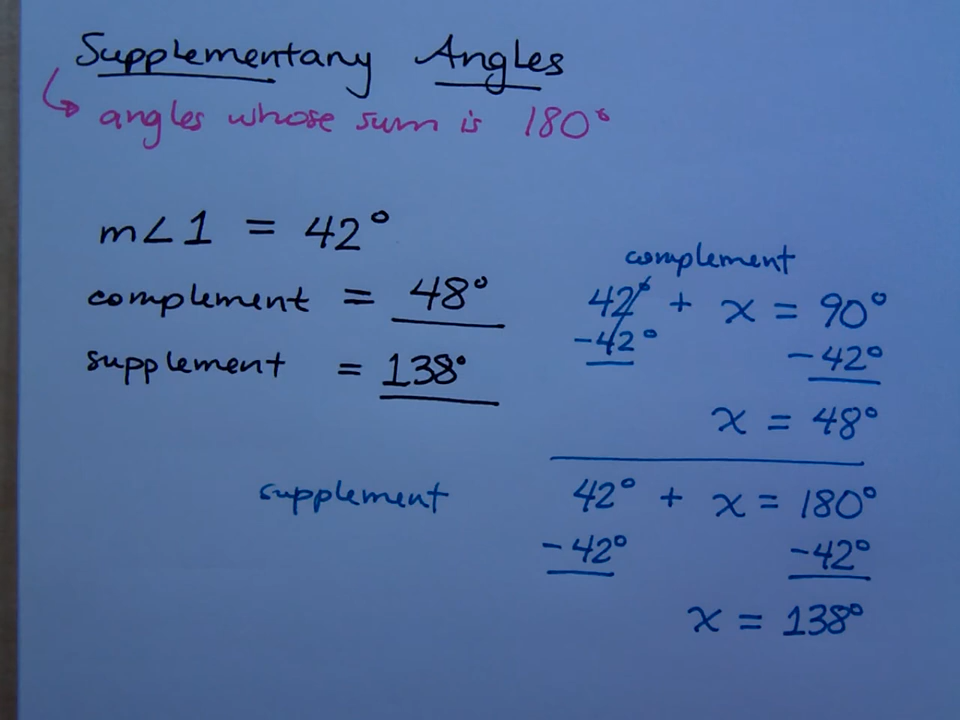 Supplementary Angles
angles whose sum is 180°
m∠1 = 42°
complement = 48°
supplement = 138°
complement
42° + x = 90°
-42° -42°
x = 48°
supplement 42° + x = 180°
-42° -42°
x = 138°